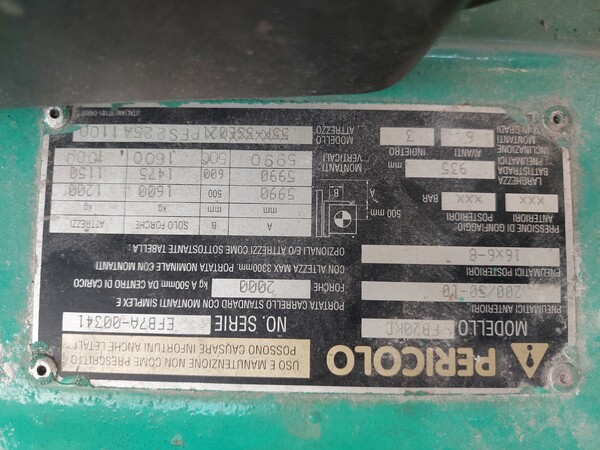 PERICOLO
USO E MANUTENZIONE NON COME PRESCRITTO
POSSONO CAUSARE INFORTUNI ANCHE LETALI
MODELLO
NO. SERIE EFB7A-00341
200/50-10
PNEUMATICI POSTERIORI
16x6-8
PRESSIONE DI GONFIAGGIO
ANTERIORI
POSTERIORI
xxx xxx BAR
LARGHEZZA
BATTISTRADA
PNEUMATICI
935 mm
INCLINAZIONE
MONTANTI
AVANTI
INDIETRO
6 3
PORTATA CARRELLO STANDARD CON MONTANTI SIMPLEX E
FORCHE 2000 kg A 500mm DA CENTRO DI CARICO
CON ALTEZZA MAX 3300mm. PORTATA NOMINALE CON MONTANTI
OPZIONALI E/O ATTREZZI COME SOTTOSTANTE TABELLA:
500 mm
A
B
A B SOLO FORCHE ATTREZZI
mm mm kg kg
MONTANTI
VERTICALI
5990 500 1600 1200
5990 600 1475 1150
5990 500 1600 1000
MODELLO
ATTREZZO